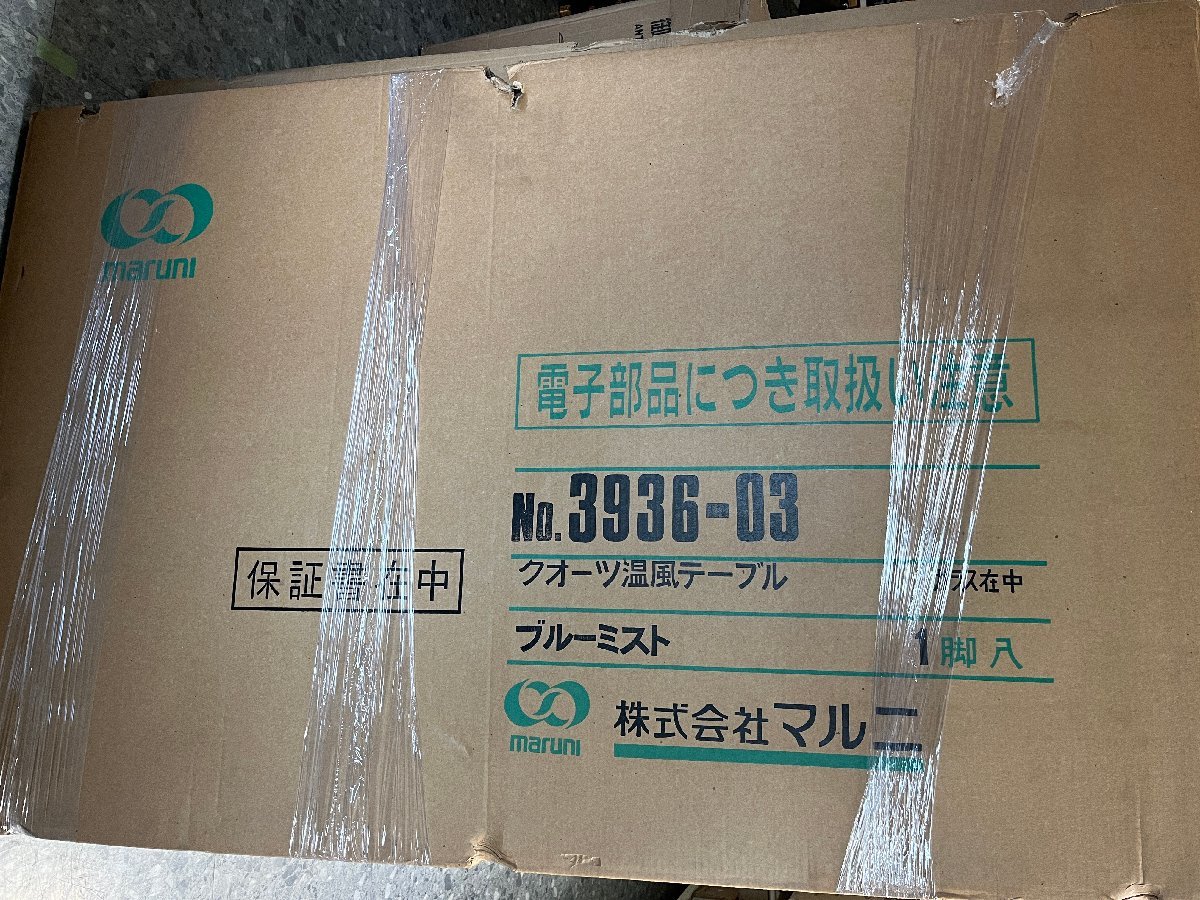 maruni
電子部品につき取扱い注意
No.3936-03
保証書在中
クオーツ温風テーブル
ラス在中
ブルーミスト
1脚入
maruni
株式会社マルニ